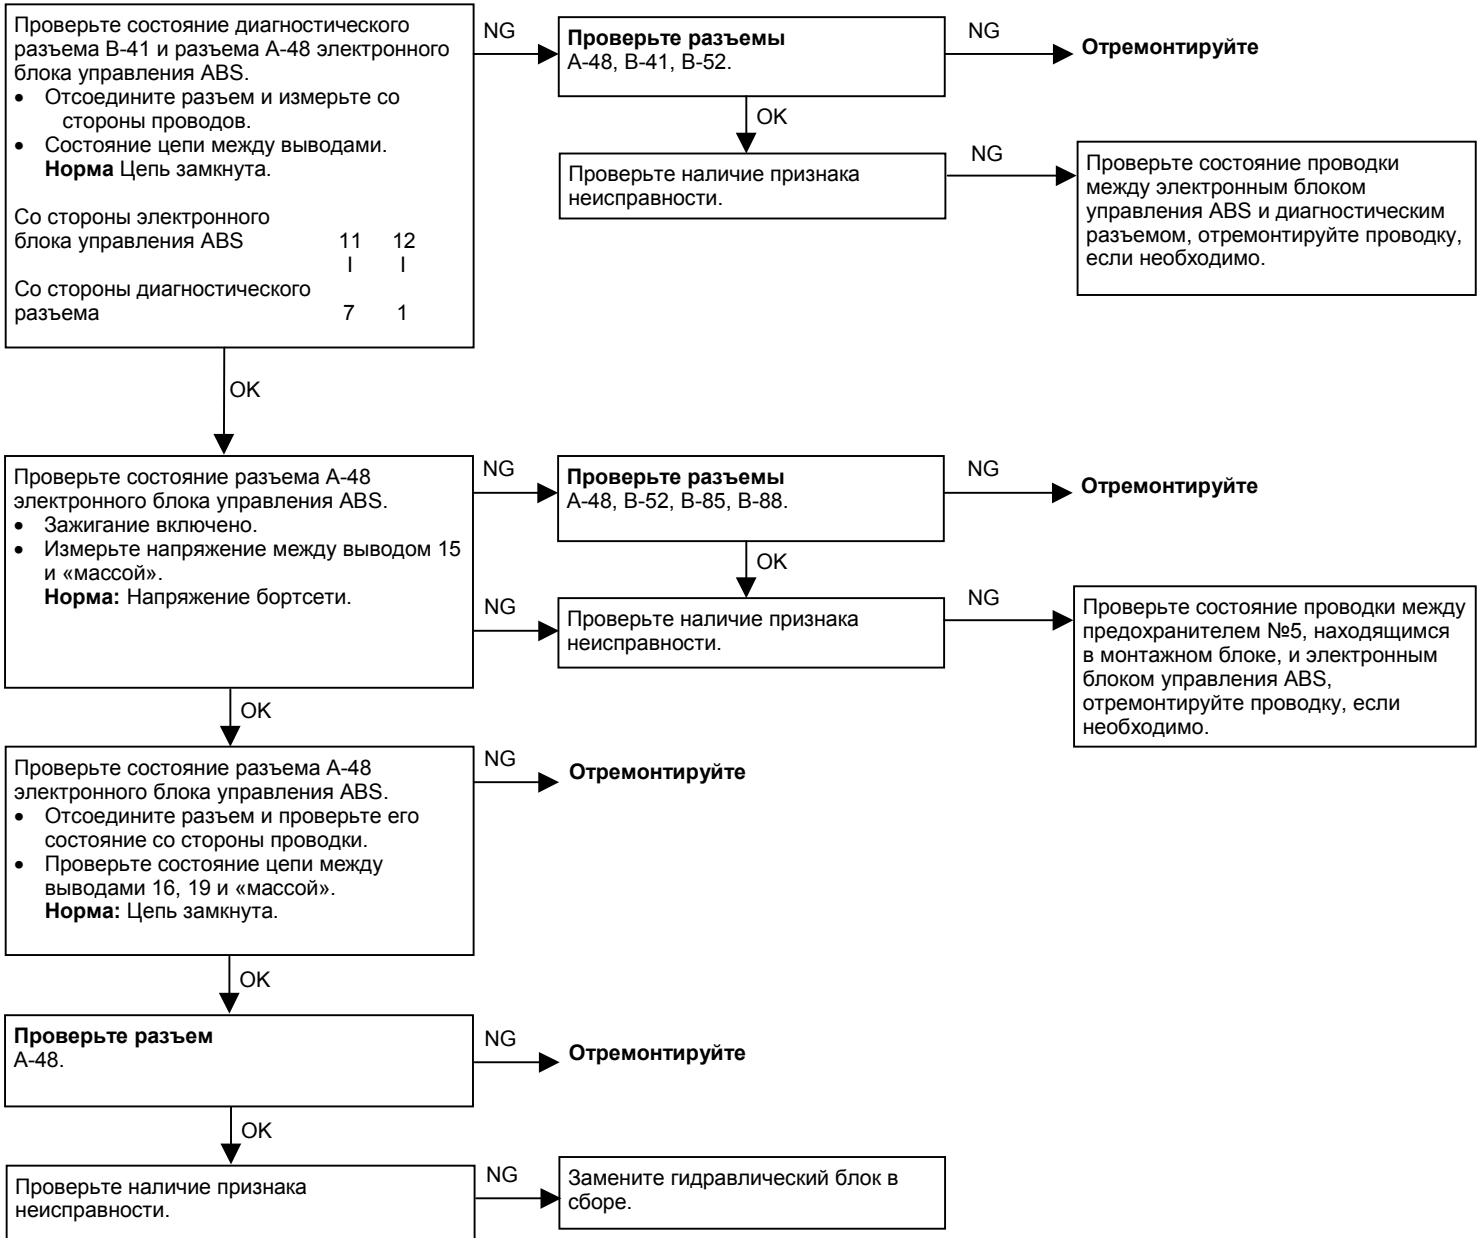 Проверьте состояние диагностического
разъема В-41 и разъема А-48 электронного
блока управления ABS.
• Отсоедините разъем и измерьте со
стороны проводов.
• Состояние цепи между выводами.
Норма Цепь замкнута.
Со стороны электронного
блока управления ABS 11 12
I I
Со стороны диагностического
разъема 7 1
NG
Проверьте разъемы
А-48, В-41, В-52.
NG
Отремонтируйте
OK
Проверьте наличие признака
неисправности.
NG
Проверьте состояние проводки
между электронным блоком
управления ABS и диагностическим
разъемом, отремонтируйте проводку,
если необходимо.
OK
Проверьте состояние разъема А-48
электронного блока управления ABS.
• Зажигание включено.
• Измерьте напряжение между выводом 15
и «массой».
Норма: Напряжение бортсети.
NG
Проверьте разъемы
А-48, В-52, В-85, В-88.
NG
Отремонтируйте
OK
NG
Проверьте наличие признака
неисправности.
NG
Проверьте состояние проводки между
предохранителем №5, находящимся
в монтажном блоке, и электронным
блоком управления ABS,
отремонтируйте проводку, если
необходимо.
OK
Проверьте состояние разъема А-48
электронного блока управления ABS.
• Отсоедините разъем и проверьте его
состояние со стороны проводки.
• Проверьте состояние цепи между
выводами 16, 19 и «массой».
Норма: Цепь замкнута.
NG
Отремонтируйте
OK
Проверьте разъем
А-48.
NG
Отремонтируйте
OK
Проверьте наличие признака
неисправности.
NG
Замените гидравлический блок в
сборе.